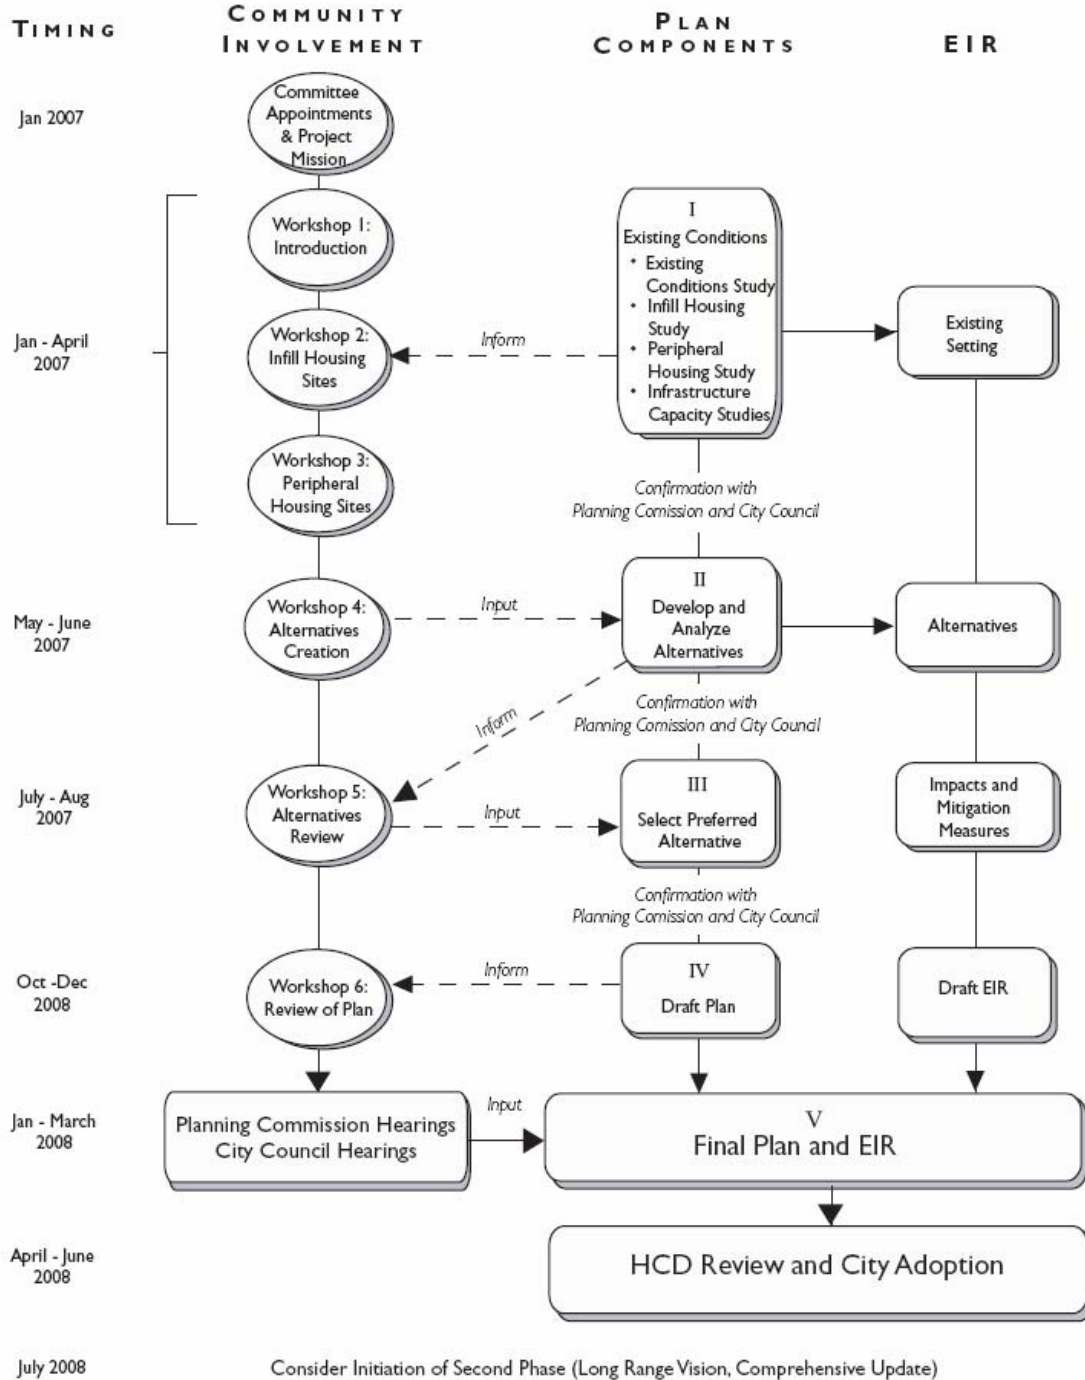 TIMING
COMMUNITY
INVOLVEMENT
PLAN
COMPONENTS
EIR
Jan 2007
Committee
Appointments
& Project
Mission
Jan - April
2007
Workshop 1:
Introduction
Workshop 2:
Infill Housing
Sites
Workshop 3:
Peripheral
Housing Sites
Inform
I
Existing Conditions
• Existing
Conditions Study
• Infill Housing
Study
• Peripheral
Housing Study
• Infrastructure
Capacity Studies
Existing
Setting
Confirmation with
Planning Comission and City Council
May - June
2007
Workshop 4:
Alternatives
Creation
Input
II
Develop and
Analyze
Alternatives
Alternatives
Inform
Confirmation with
Planning Comission and City Council
July - Aug
2007
Workshop 5:
Alternatives
Review
Input
III
Select Preferred
Alternative
Impacts and
Mitigation
Measures
Confirmation with
Planning Comission and City Council
Oct -Dec
2008
Workshop 6:
Review of Plan
Inform
IV
Draft Plan
Draft EIR
Jan - March
2008
Planning Commission Hearings
City Council Hearings
Input
V
Final Plan and EIR
April - June
2008
HCD Review and City Adoption
July 2008
Consider Initiation of Second Phase (Long Range Vision, Comprehensive Update)